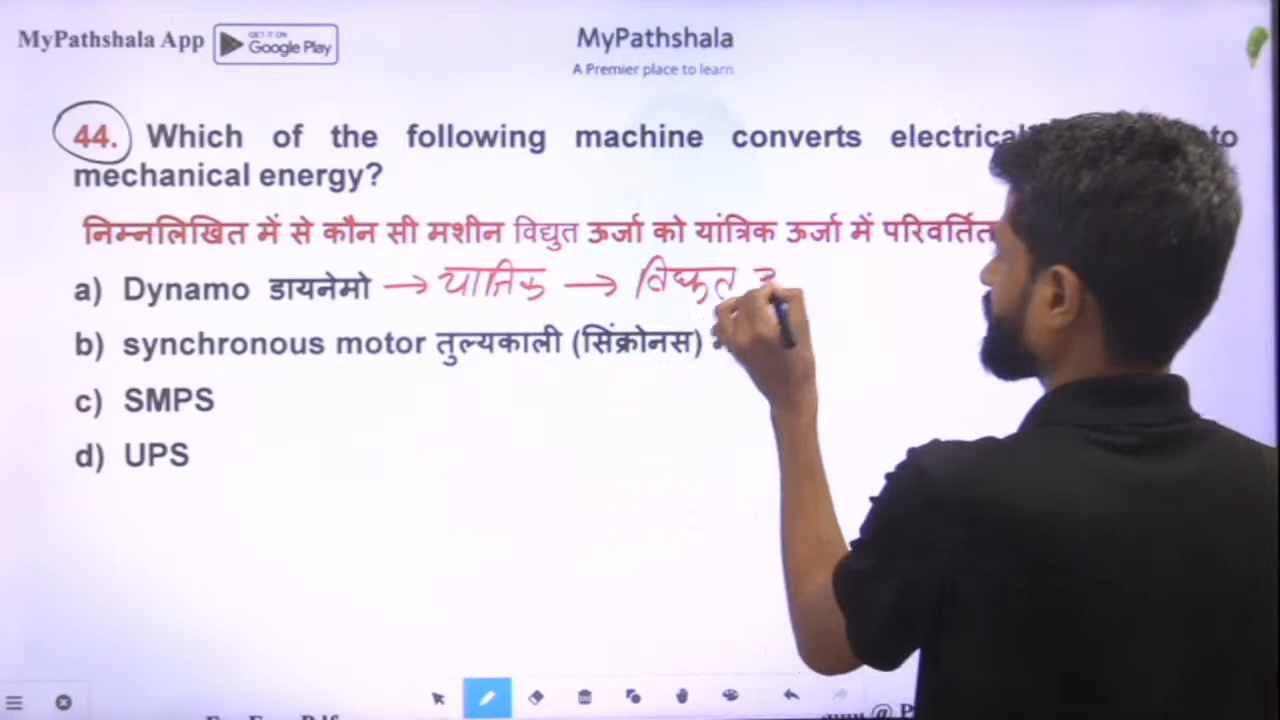 MyPathshala App GET IT ON Google Play
MyPathshala
A Premier place to learn
44. Which of the following machine converts electrical to
mechanical energy?
निम्नलिखित में से कौन सी मशीन विद्युत ऊर्जा को यांत्रिक ऊर्जा में परिवर्तित
a) Dynamo डायनेमो → यांत्रिक → विद्युत
b) synchronous motor तुल्यकाली (सिंक्रोनस)
c) SMPS
d) UPS